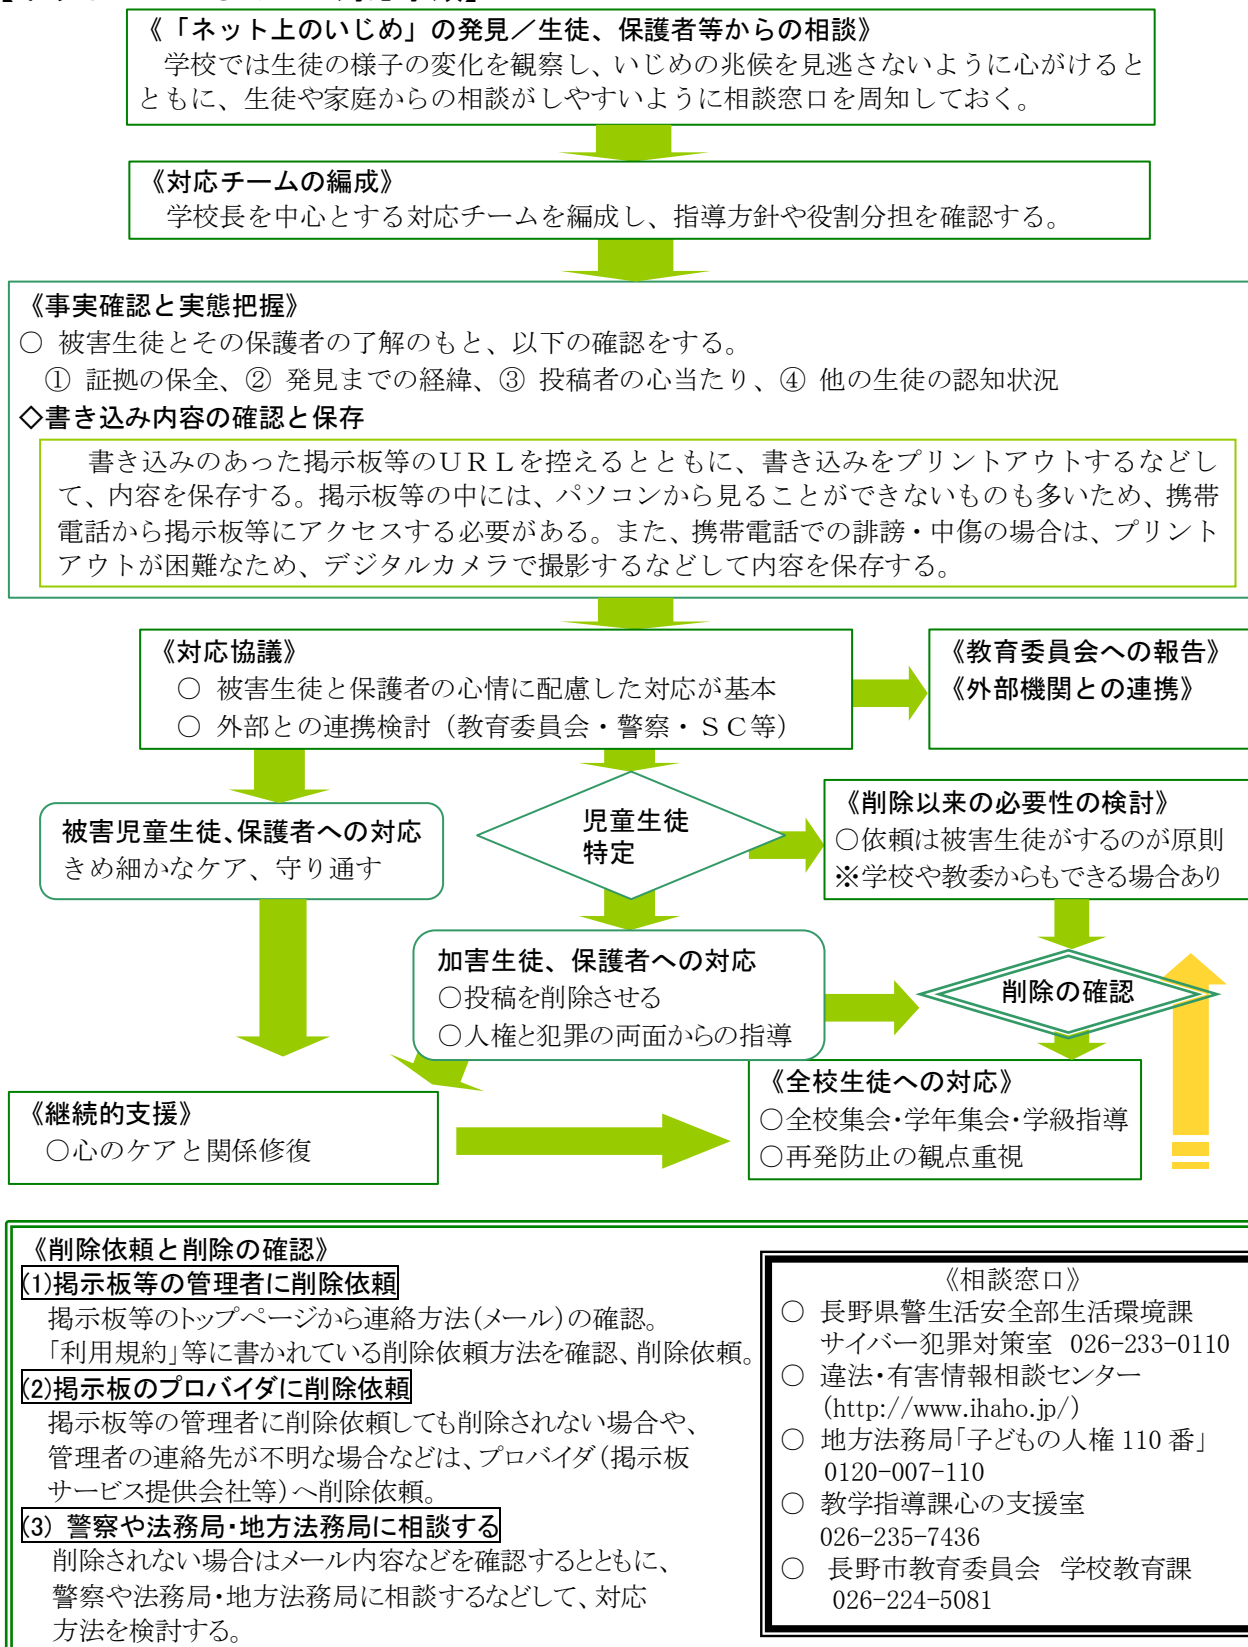 《「ネット上のいじめ」の発見／生徒、保護者等からの相談》
学校では生徒の様子の変化を観察し、いじめの兆候を見逃さないように心がけると
ともに、生徒や家庭からの相談がしやすいように相談窓口を周知しておく。
《対応チームの編成》
学校長を中心とする対応チームを編成し、指導方針や役割分担を確認する。
《事実確認と実態把握》
○ 被害生徒とその保護者の了解のもと、以下の確認をする。
① 証拠の保全、② 発見までの経緯、③ 投稿者の心当たり、④ 他の生徒の認知状況
◇書き込み内容の確認と保存
書き込みのあった掲示板等のＵＲＬを控えるとともに、書き込みをプリントアウトするなどし
て、内容を保存する。掲示板等の中には、パソコンから見ることができないものも多いため、携帯
電話から掲示板等にアクセスする必要がある。また、携帯電話での誹謗・中傷の場合は、プリント
アウトが困難なため、デジタルカメラで撮影するなどして内容を保存する。
《対応協議》
○ 被害生徒と保護者の心情に配慮した対応が基本
○ 外部との連携検討（教育委員会・警察・ＳＣ等）
《教育委員会への報告》
《外部機関との連携》
被害児童生徒、保護者への対応
きめ細かなケア、守り通す
児童生徒
特定
《削除以来の必要性の検討》
○依頼は被害生徒がするのが原則
※学校や教委からもできる場合あり
加害生徒、保護者への対応
○投稿を削除させる
○人権と犯罪の両面からの指導
削除の確認
《継続的支援》
○心のケアと関係修復
《全校生徒への対応》
○全校集会・学年集会・学級指導
○再発防止の観点重視
《削除依頼と削除の確認》
(1)掲示板等の管理者に削除依頼
掲示板等のトップページから連絡方法（メール）の確認。
「利用規約」等に書かれている削除依頼方法を確認、削除依頼。
(2)掲示板のプロバイダに削除依頼
掲示板等の管理者に削除依頼しても削除されない場合や、
管理者の連絡先が不明な場合などは、プロバイダ（掲示板
サービス提供会社等）へ削除依頼。
(3) 警察や法務局・地方法務局に相談する
削除されない場合はメール内容などを確認するとともに、
警察や法務局・地方法務局に相談するなどして、対応
方法を検討する。
《相談窓口》
○ 長野県警生活安全部生活環境課
サイバー犯罪対策室 026-233-0110
○ 違法・有害情報相談センター
(http://www.ihaho.jp/)
○ 地方法務局「子どもの人権 110 番」
0120-007-110
○ 教学指導課心の支援室
026-235-7436
○ 長野市教育委員会 学校教育課
026-224-5081